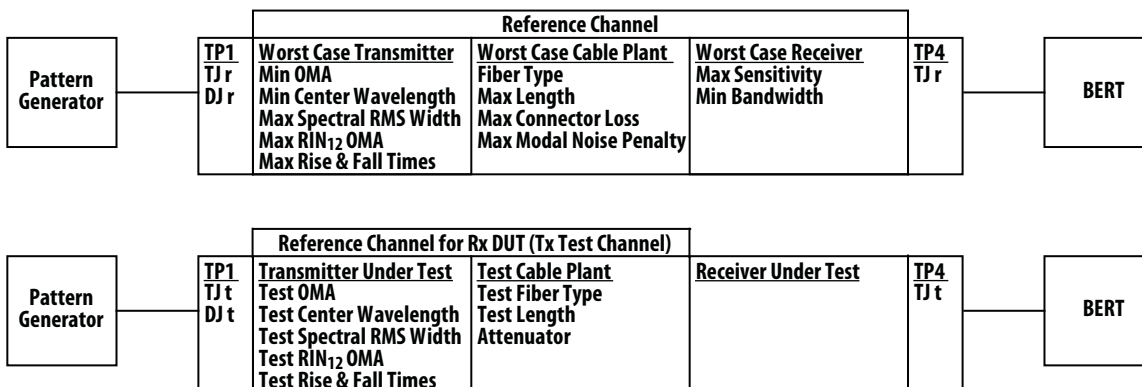 Reference Channel
Pattern
Generator
TP1
TJ r
DJ r
Worst Case Transmitter
Min OMA
Min Center Wavelength
Max Spectral RMS Width
Max RIN12 OMA
Max Rise & Fall Times
Worst Case Cable Plant
Fiber Type
Max Length
Max Connector Loss
Max Modal Noise Penalty
Worst Case Receiver
Max Sensitivity
Min Bandwidth
TP4
TJ r
BERT
Reference Channel for Rx DUT (Tx Test Channel)
Pattern
Generator
TP1
TJ t
DJ t
Transmitter Under Test
Test OMA
Test Center Wavelength
Test Spectral RMS Width
Test RIN12 OMA
Test Rise & Fall Times
Test Cable Plant
Test Fiber Type
Test Length
Attenuator
Receiver Under Test
TP4
TJ t
BERT